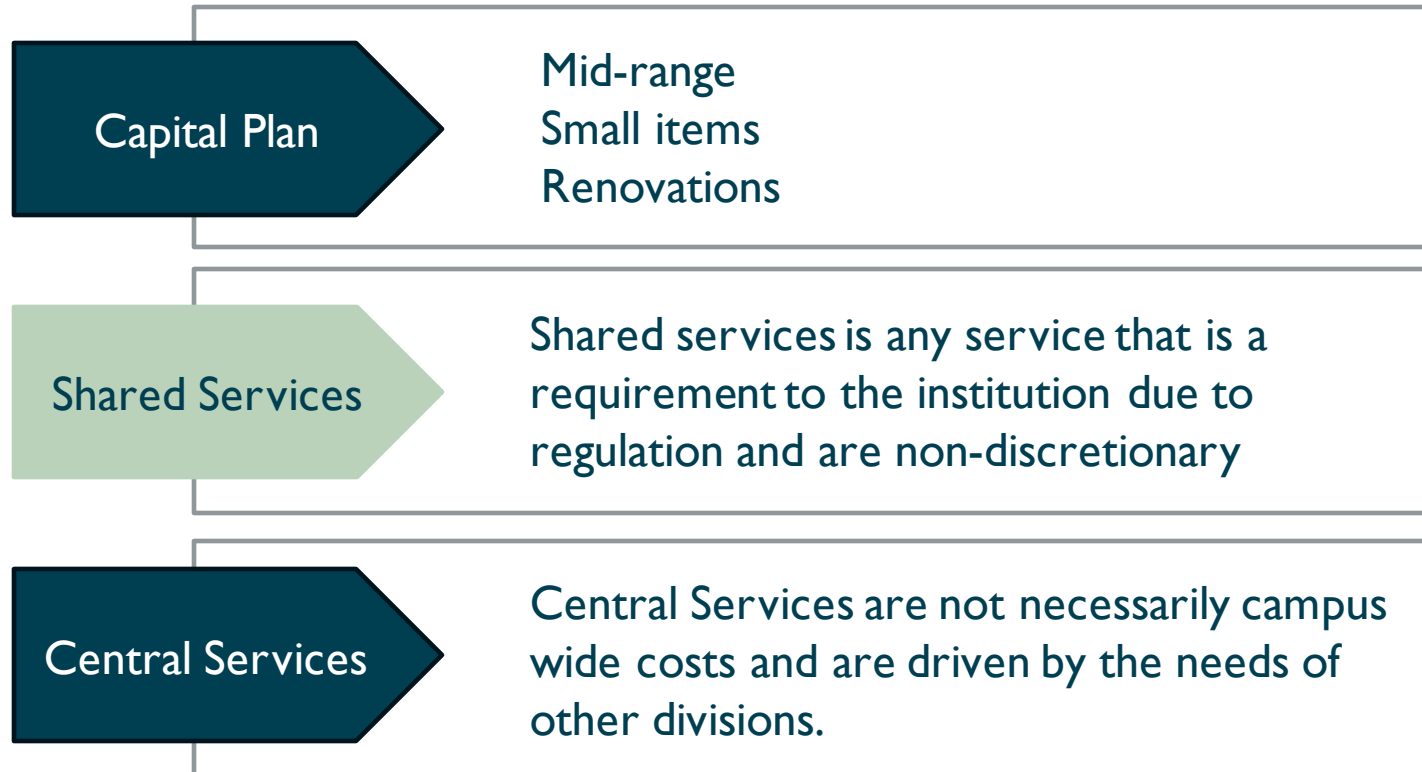 Capital Plan
Mid-range
Small items
Renovations
Shared Services
Shared services is any service that is a
requirement to the institution due to
regulation and are non-discretionary
Central Services
Central Services are not necessarily campus
wide costs and are driven by the needs of
other divisions.